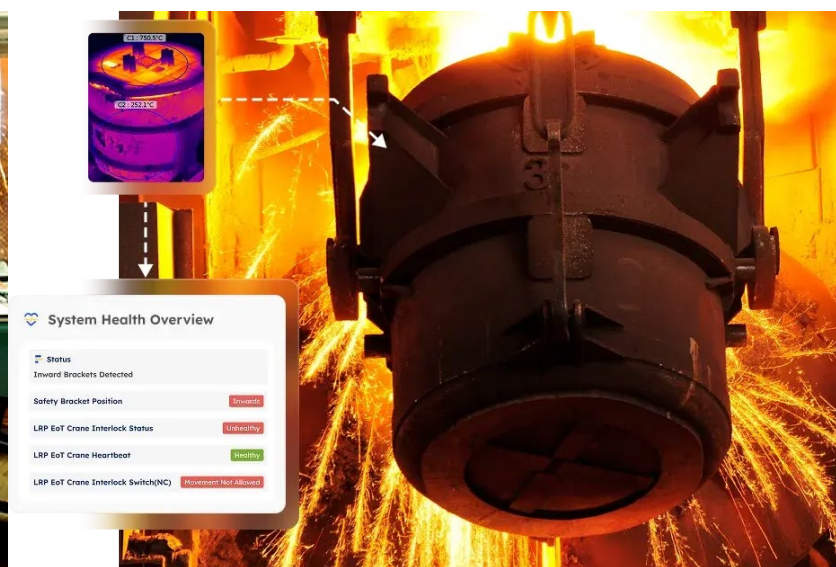 C1 : 750.5°C
C2 : 252.1°C
3
System Health Overview
Status
Inward Brackets Detected
Safety Bracket Position Inwards
LRP EoT Crane Interlock Status Unhealthy
LRP EoT Crane Heartbeat Healthy
LRP EoT Crane Interlock Switch(NC) Movement Not Allowed